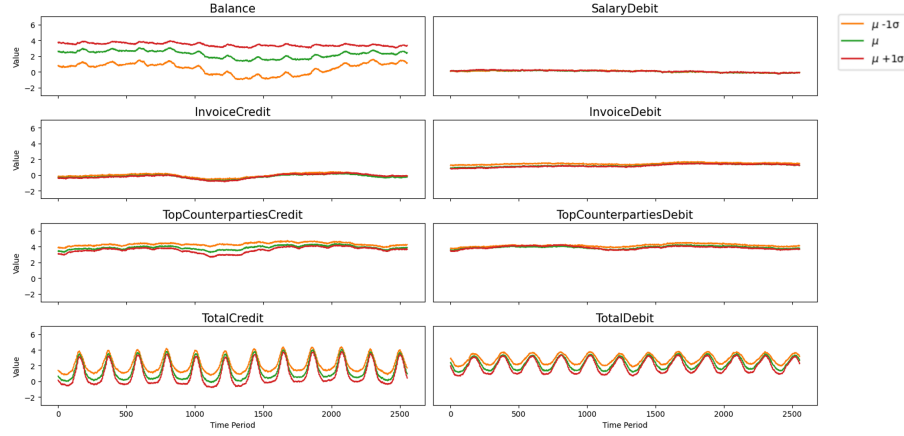 Balance
SalaryDebit
6
4
2
0
−2
Value
μ -1σ
μ
μ +1σ
InvoiceCredit
InvoiceDebit
6
4
2
0
−2
Value
TopCounterpartiesCredit
TopCounterpartiesDebit
6
4
2
0
−2
Value
TotalCredit
TotalDebit
6
4
2
0
−2
Value
0 500 1000 1500 2000 2500
0 500 1000 1500 2000 2500
Time Period
Time Period